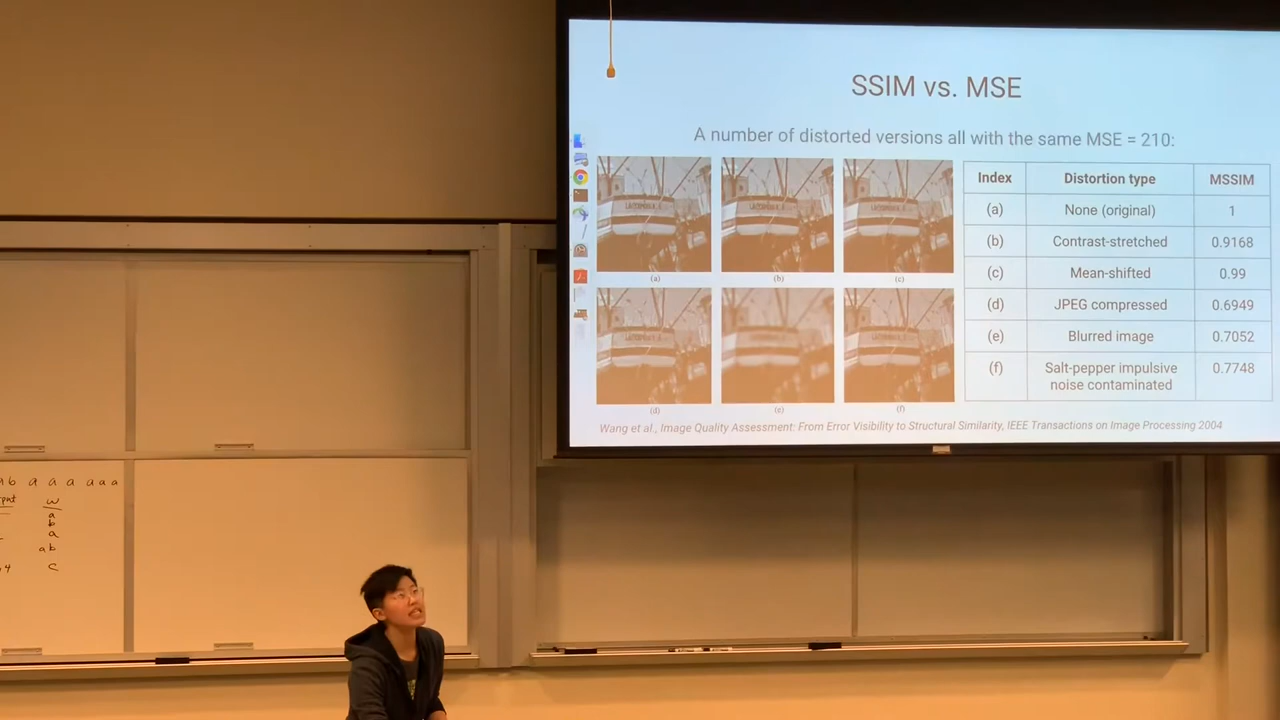 SSIM vs. MSE
A number of distorted versions all with the same MSE = 210:
(a)
(b)
(c)
(d)
(e)
(f)
Index Distortion type MSSIM
(a) None (original) 1
(b) Contrast-stretched 0.9168
(c) Mean-shifted 0.99
(d) JPEG compressed 0.6949
(e) Blurred image 0.7052
(f) Salt-pepper impulsive 0.7748
noise contaminated
Wang et al., Image Quality Assessment: From Error Visibility to Structural Similarity, IEEE Transactions on Image Processing 2004
b a a a a a a
w
a
b
a
ab
4 c